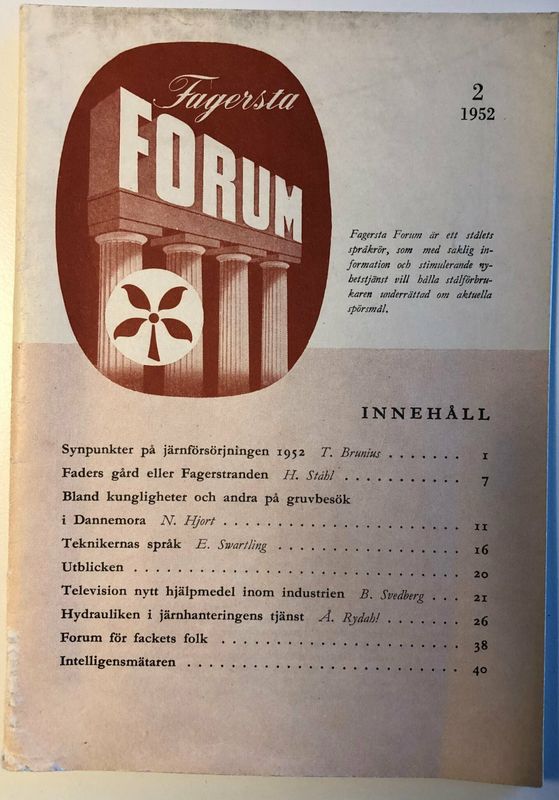 Fagersta
FORUM
2
1952
Fagersta Forum är ett stålets
språkrör, som med saklig in-
formation och stimulerande ny-
hetstjänst vill hålla stålförbru-
karen underrättad om aktuella
spörsmål.
INNEHÅLL
Synpunkter på järnförsörjningen 1952 T. Brunius . . . . . . . 1
Faders gård eller Fagerstranden H. Ståhl . . . . . . . . . . . 7
Bland kungligheter och andra på gruvbesök
i Dannemora N. Hjort . . . . . . . . . . . . . . . . . . . . . 11
Teknikernas språk E. Swartling . . . . . . . . . . . . . . . . 16
Utblicken . . . . . . . . . . . . . . . . . . . . . . . . . . . . 20
Television nytt hjälpmedel inom industrien B. Svedberg . . . 21
Hydrauliken i järnhanteringens tjänst Å. Rydahl . . . . . . . 26
Forum för fackets folk . . . . . . . . . . . . . . . . . . . . . 38
Intelligensmätaren . . . . . . . . . . . . . . . . . . . . . . . 40